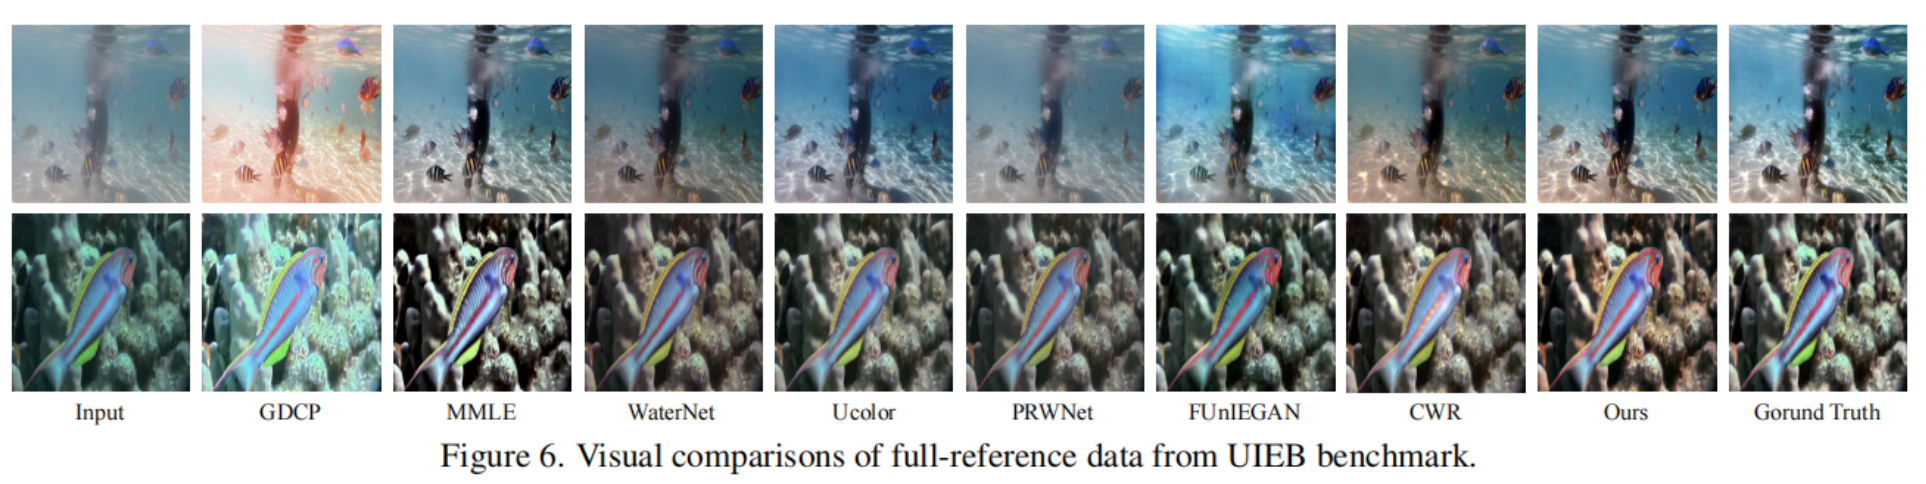 Input GDCP MMLE WaterNet Ucolor PRWNet FUnIEGAN CWR Ours Gorund Truth
Figure 6. Visual comparisons of full-reference data from UIEB benchmark.